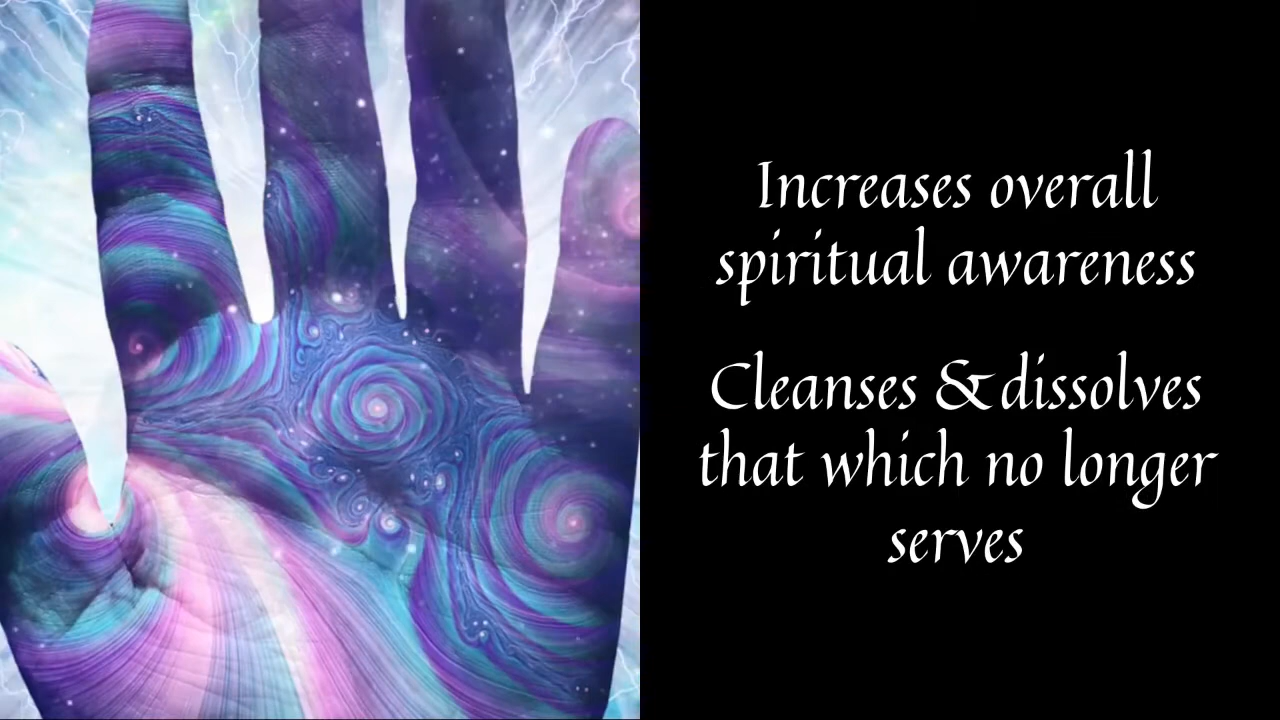 Increases overall
spiritual awareness
Cleanses & dissolves
that which no longer
serves